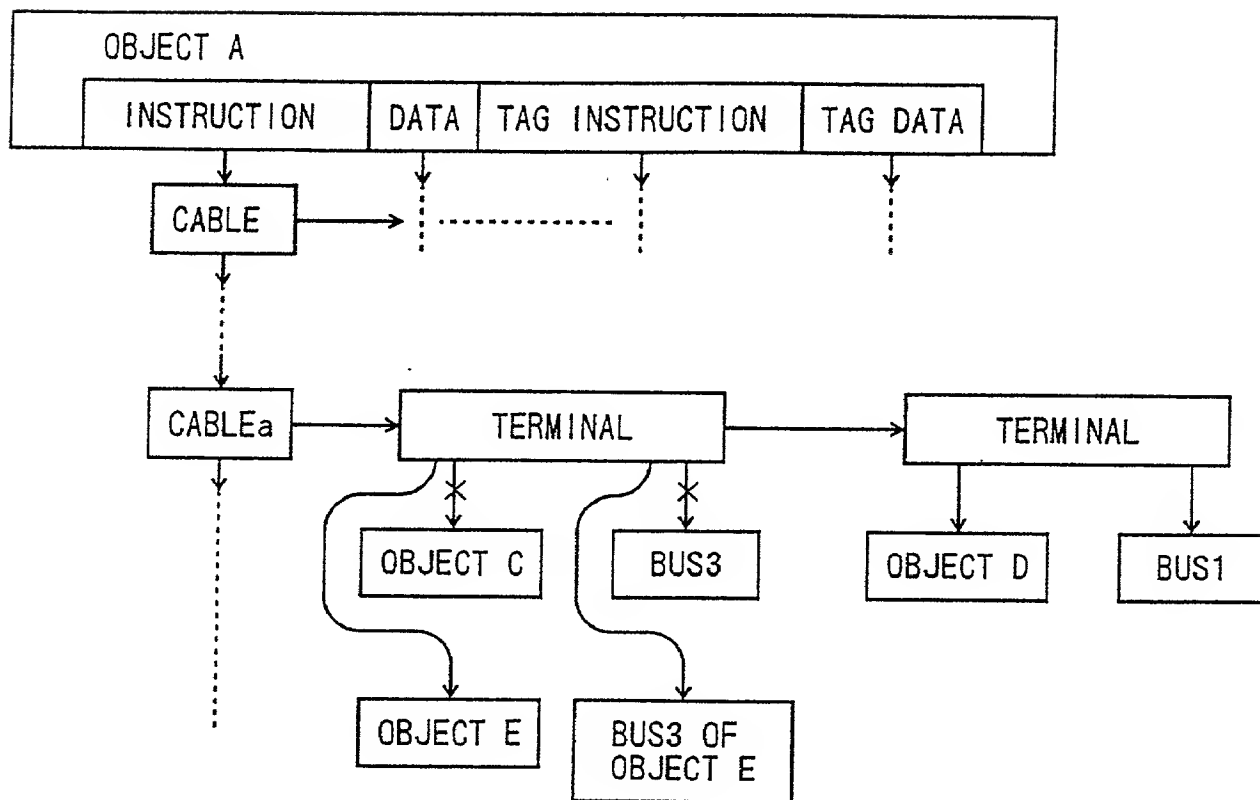 OBJECT A
INSTRUCTION
DATA
TAG INSTRUCTION
TAG DATA
CABLE
CABLEa
TERMINAL
TERMINAL
OBJECT C
BUS3
OBJECT D
BUS1
OBJECT E
BUS3 OF
OBJECT E